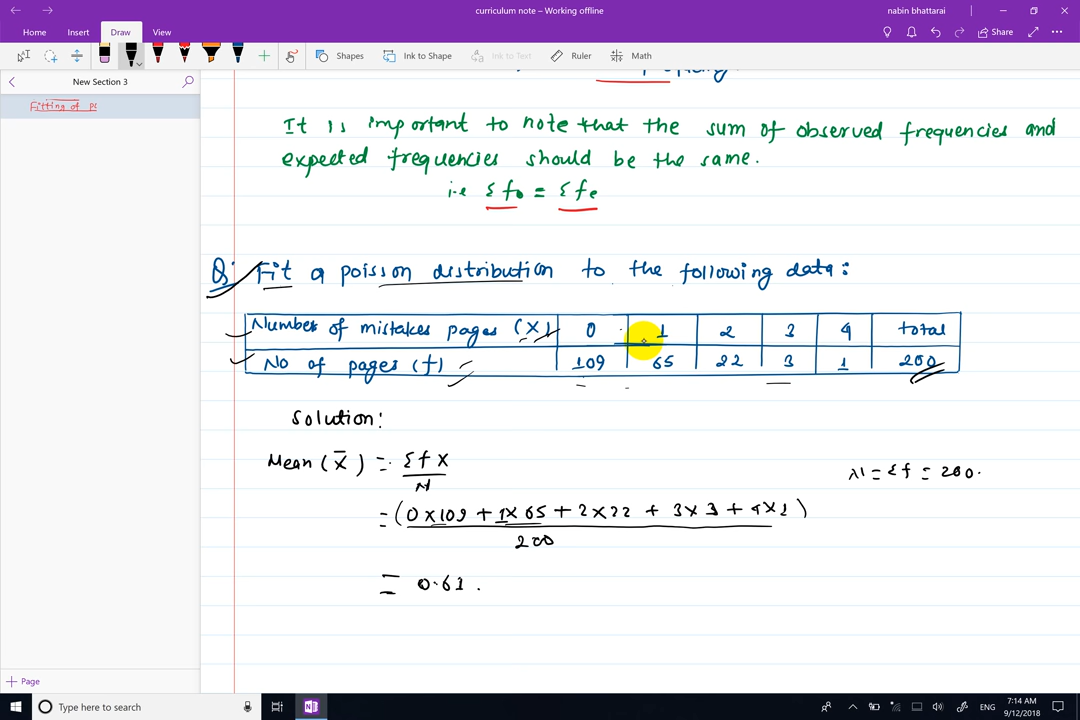 curriculum note – Working offline
nabin bhattarai
Home Insert Draw View
Share
Shapes Ink to Shape Ink to Text Ruler Math
New Section 3
Fitting of po
It is important to note that the sum of observed frequencies and
expected frequencies should be the same.
i.e Σfo = Σfe
Q: Fit a poisson distribution to the following data:
Number of mistakes pages (X) 0 1 2 3 4 total
No of pages (f) 109 65 22 3 1 200
Solution:
Mean (X̄) = ΣfX
N
N = Σf = 200.
= (0×109 + 1×65 + 2×22 + 3×3 + 4×1)
200
= 0.61.
+ Page
Type here to search
ENG
7:14 AM
9/12/2018